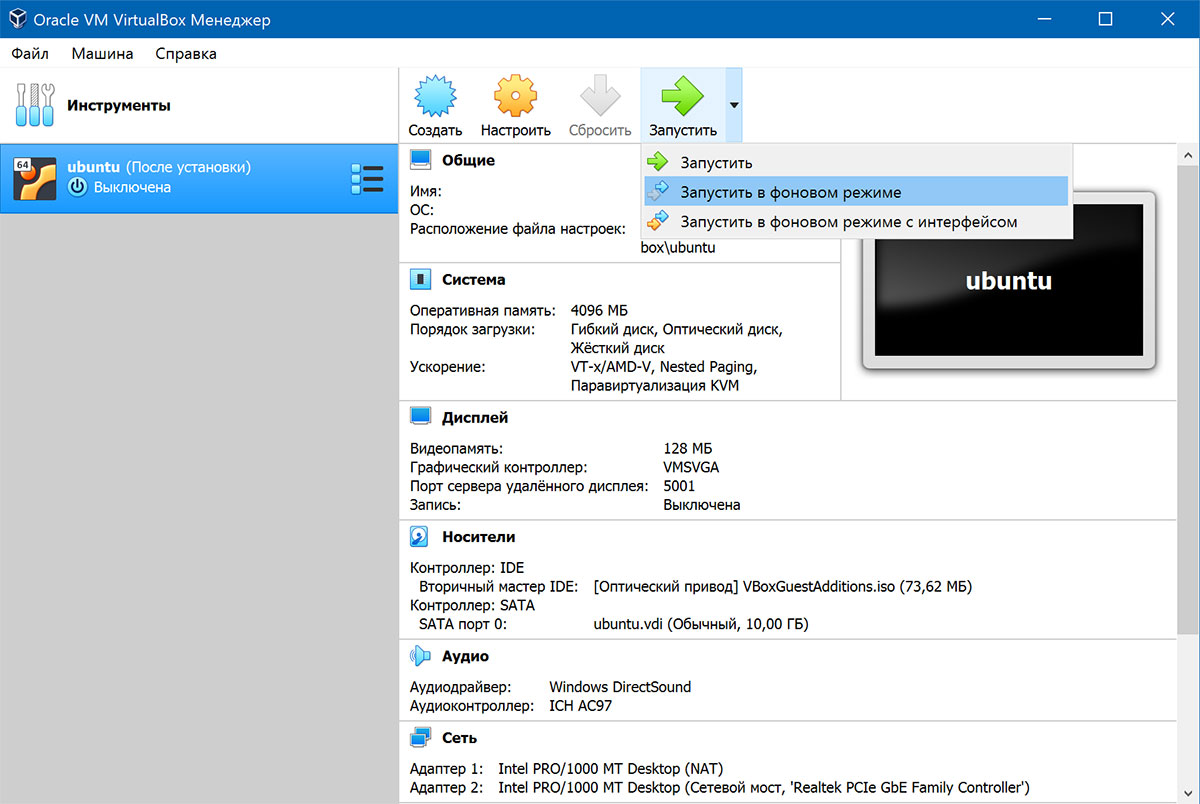 Oracle VM VirtualBox Менеджер
Файл Машина Справка
Инструменты
Создать Настроить Сбросить Запустить
64
ubuntu (После установки)
Выключена
Запустить
Запустить в фоновом режиме
Запустить в фоновом режиме с интерфейсом
Общие
Имя:
ОС:
Расположение файла настроек:
box\ubuntu
ubuntu
Система
Оперативная память: 4096 МБ
Порядок загрузки: Гибкий диск, Оптический диск,
Жёсткий диск
Ускорение: VT-x/AMD-V, Nested Paging,
Паравиртуализация KVM
Дисплей
Видеопамять: 128 МБ
Графический контроллер: VMSVGA
Порт сервера удалённого дисплея: 5001
Запись: Выключена
Носители
Контроллер: IDE
Вторичный мастер IDE: [Оптический привод] VBoxGuestAdditions.iso (73,62 МБ)
Контроллер: SATA
SATA порт 0: ubuntu.vdi (Обычный, 10,00 ГБ)
Аудио
Аудиодрайвер: Windows DirectSound
Аудиоконтроллер: ICH AC97
Сеть
Адаптер 1: Intel PRO/1000 MT Desktop (NAT)
Адаптер 2: Intel PRO/1000 MT Desktop (Сетевой мост, 'Realtek PCIe GbE Family Controller')